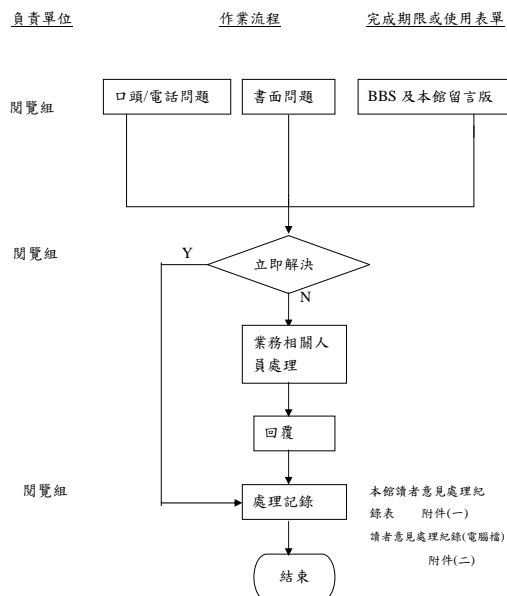 負責單位 作業流程 完成期限或使用表單
閱覽組 口頭/電話問題 書面問題 BBS 及本館留言版
閱覽組 Y 立即解決
N
業務相關人
員處理
回覆
閱覽組 處理記錄 本館讀者意見處理紀
錄表 附件(一)
讀者意見處理紀錄(電腦檔)
附件(二)
結束